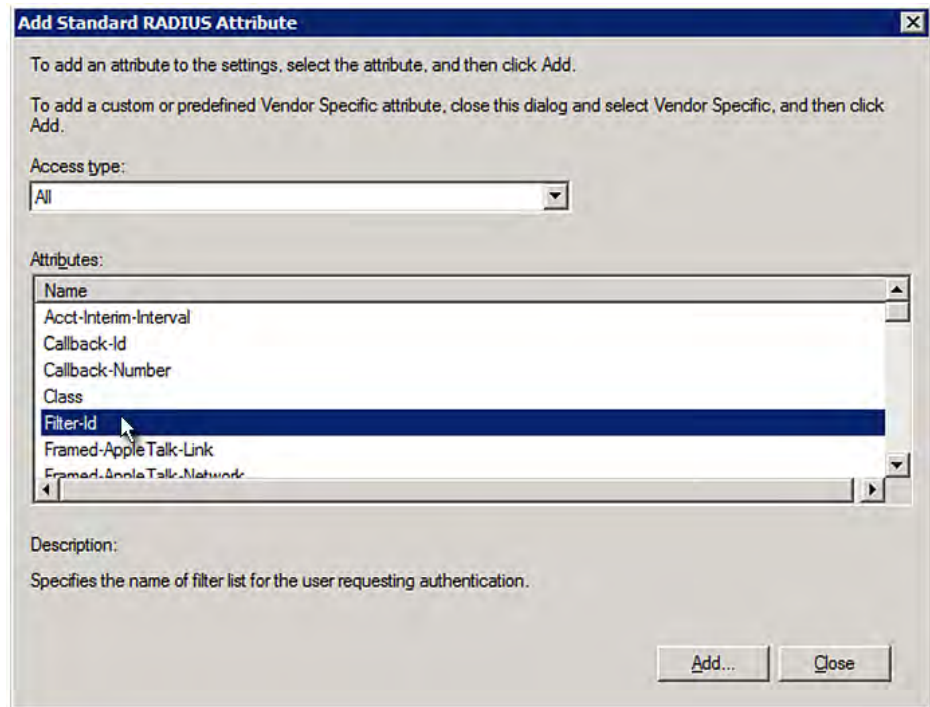 Add Standard RADIUS Attribute
To add an attribute to the settings, select the attribute, and then click Add.
To add a custom or predefined Vendor Specific attribute, close this dialog and select Vendor Specific, and then click
Add.
Access type:
All
Attributes:
Name
Acct-Interim-Interval
Callback-Id
Callback-Number
Class
Filter-Id
Framed-AppleTalk-Link
Framed-AppleTalk-Network
Description:
Specifies the name of filter list for the user requesting authentication.
Add... Close